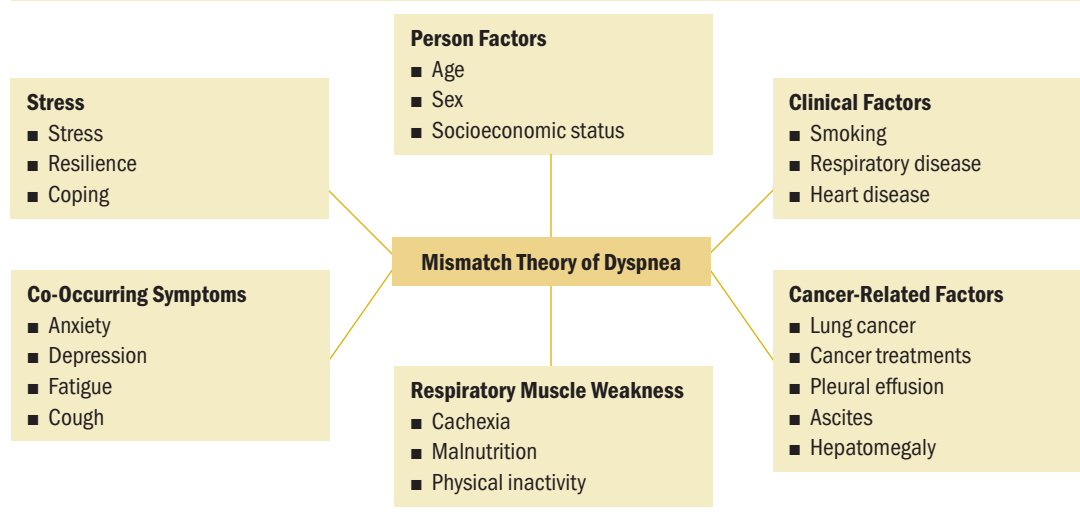 Person Factors
■ Age
■ Sex
■ Socioeconomic status
Stress
■ Stress
■ Resilience
■ Coping
Clinical Factors
■ Smoking
■ Respiratory disease
■ Heart disease
Mismatch Theory of Dyspnea
Co-Occurring Symptoms
■ Anxiety
■ Depression
■ Fatigue
■ Cough
Respiratory Muscle Weakness
■ Cachexia
■ Malnutrition
■ Physical inactivity
Cancer-Related Factors
■ Lung cancer
■ Cancer treatments
■ Pleural effusion
■ Ascites
■ Hepatomegaly